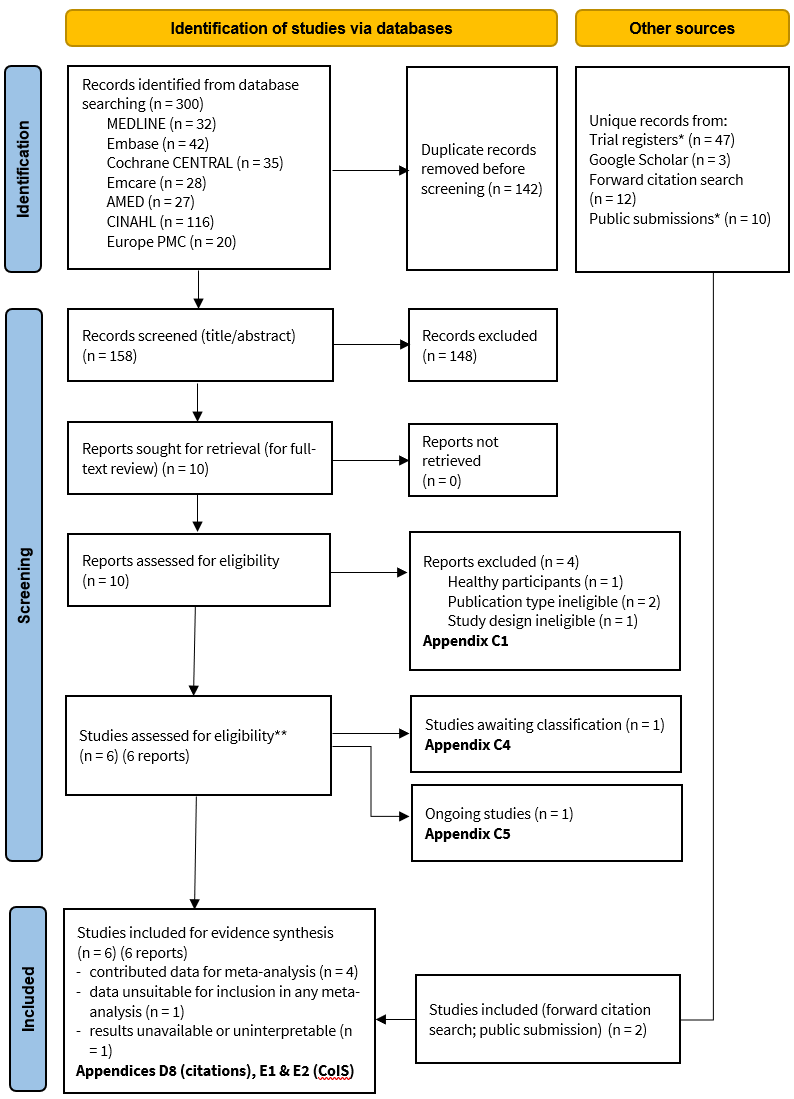 Identification of studies via databases
Other sources
Identification
Records identified from database
searching (n = 300)
MEDLINE (n = 32)
Embase (n = 42)
Cochrane CENTRAL (n = 35)
Emcare (n = 28)
AMED (n = 27)
CINAHL (n = 116)
Europe PMC (n = 20)
Duplicate records
removed before
screening (n = 142)
Unique records from:
Trial registers* (n = 47)
Google Scholar (n = 3)
Forward citation search
(n = 12)
Public submissions* (n = 10)
Screening
Records screened (title/abstract)
(n = 158)
Records excluded
(n = 148)
Reports sought for retrieval (for full-
text review) (n = 10)
Reports not
retrieved
(n = 0)
Reports assessed for eligibility
(n = 10)
Reports excluded (n = 4)
Healthy participants (n = 1)
Publication type ineligible (n = 2)
Study design ineligible (n = 1)
Appendix C1
Studies assessed for eligibility**
(n = 6) (6 reports)
Studies awaiting classification (n = 1)
Appendix C4
Ongoing studies (n = 1)
Appendix C5
Included
Studies included for evidence synthesis
(n = 6) (6 reports)
- contributed data for meta-analysis (n = 4)
- data unsuitable for inclusion in any meta-
analysis (n = 1)
- results unavailable or uninterpretable (n
= 1)
Appendices D8 (citations), E1 & E2 (CoIS)
Studies included (forward citation
search; public submission) (n = 2)